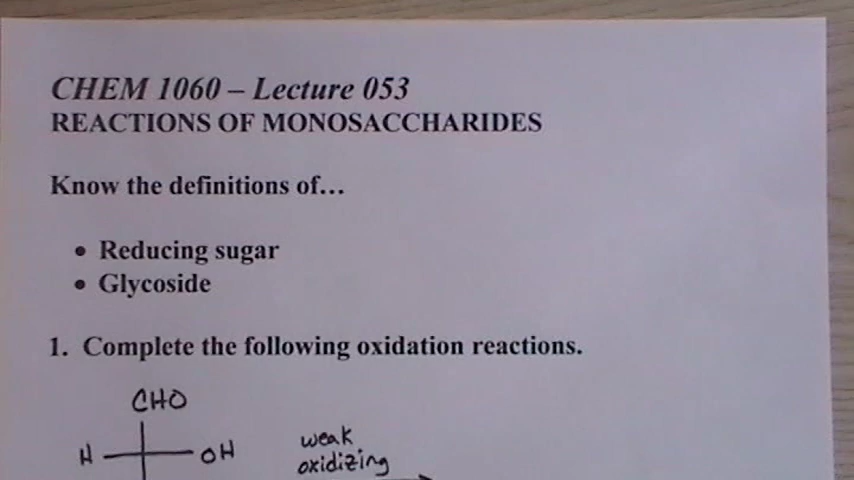 CHEM 1060 – Lecture 053
REACTIONS OF MONOSACCHARIDES
Know the definitions of…
• Reducing sugar
• Glycoside
1. Complete the following oxidation reactions.
CHO
H OH
weak
oxidizing